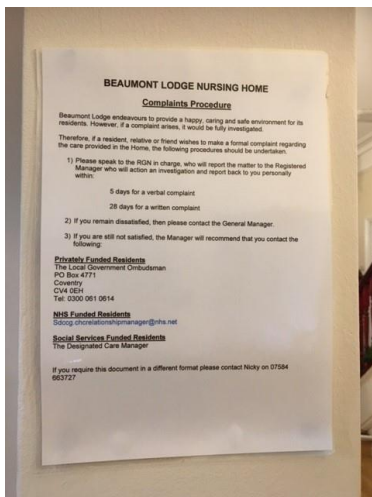 BEAUMONT LODGE NURSING HOME
Complaints Procedure
Beaumont Lodge endeavours to provide a happy, caring and safe environment for its
residents. However, if a complaint arises, it would be fully investigated.
Therefore, if a resident, relative or friend wishes to make a formal complaint regarding
the care provided in the Home, the following procedures should be undertaken.
1) Please speak to the RGN in charge, who will report the matter to the Registered
Manager who will action an investigation and report back to you personally
within:
5 days for a verbal complaint
28 days for a written complaint
2) If you remain dissatisfied, then please contact the General Manager.
3) If you are still not satisfied, the Manager will recommend that you contact the
following:
Privately Funded Residents
The Local Government Ombudsman
PO Box 4771
Coventry
CV4 0EH
Tel: 0300 061 0614
NHS Funded Residents
Sdccg.chcrelationshipmanager@nhs.net
Social Services Funded Residents
The Designated Care Manager
If you require this document in a different format please contact Nicky on 07584
663727